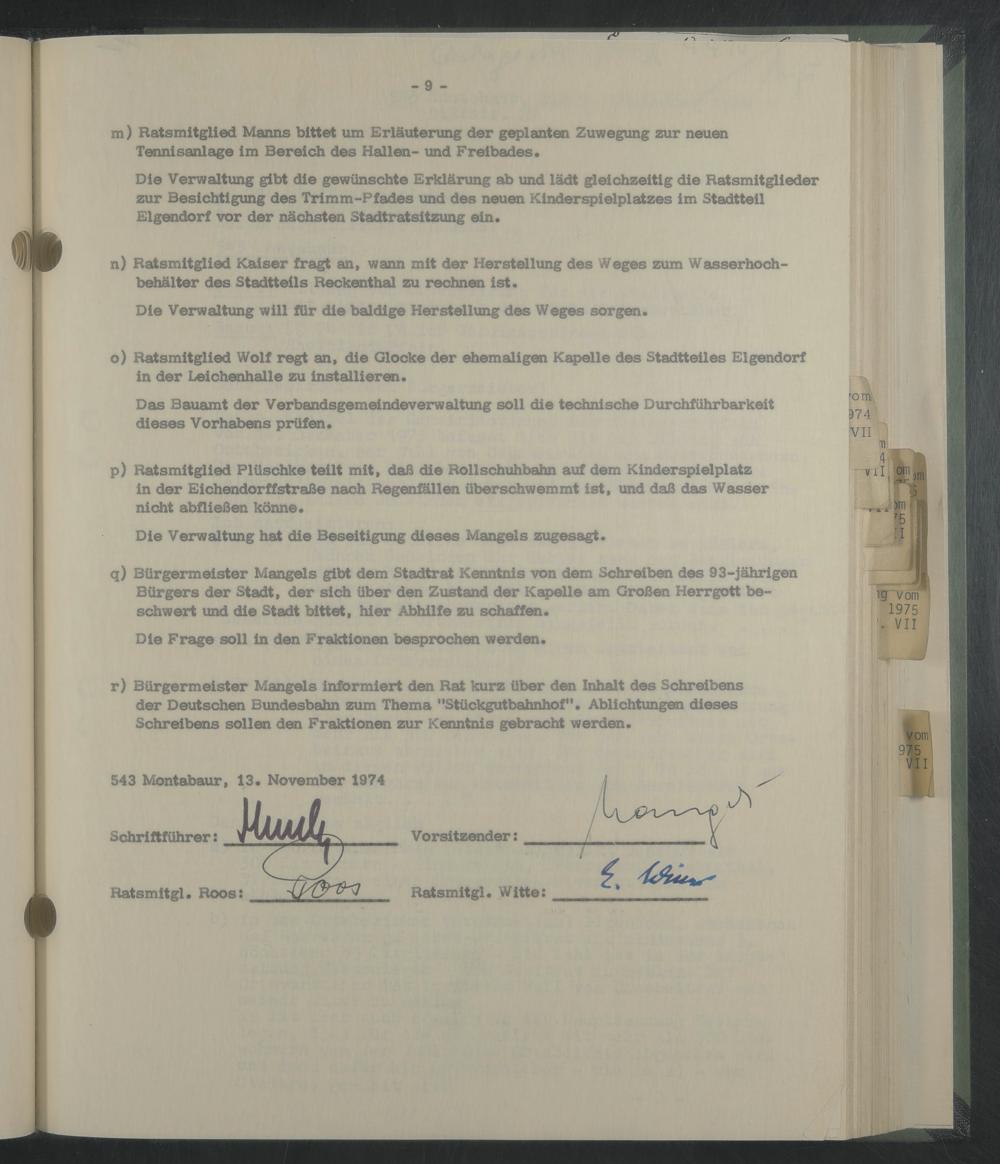 - 9 -
m) Ratsmitglied Manns bittet um Erläuterung der geplanten Zuwegung zur neuen
Tennisanlage im Bereich des Hallen- und Freibades.
Die Verwaltung gibt die gewünschte Erklärung ab und lädt gleichzeitig die Ratsmitglieder
zur Besichtigung des Trimm-Pfades und des neuen Kinderspielplatzes im Stadtteil
Elgendorf vor der nächsten Stadtratsitzung ein.
n) Ratsmitglied Kaiser fragt an, wann mit der Herstellung des Weges zum Wasserhoch-
behälter des Stadtteils Reckenthal zu rechnen ist.
Die Verwaltung will für die baldige Herstellung des Weges sorgen.
o) Ratsmitglied Wolf regt an, die Glocke der ehemaligen Kapelle des Stadtteiles Elgendorf
in der Leichenhalle zu installieren.
Das Bauamt der Verbandsgemeindeverwaltung soll die technische Durchführbarkeit
dieses Vorhabens prüfen.
p) Ratsmitglied Plüschke teilt mit, daß die Rollschuhbahn auf dem Kinderspielplatz
in der Eichendorffstraße nach Regenfällen überschwemmt ist, und daß das Wasser
nicht abfließen könne.
Die Verwaltung hat die Beseitigung dieses Mangels zugesagt.
q) Bürgermeister Mangels gibt dem Stadtrat Kenntnis von dem Schreiben des 93-jährigen
Bürgers der Stadt, der sich über den Zustand der Kapelle am Großen Herrgott be-
schwert und die Stadt bittet, hier Abhilfe zu schaffen.
Die Frage soll in den Fraktionen besprochen werden.
r) Bürgermeister Mangels informiert den Rat kurz über den Inhalt des Schreibens
der Deutschen Bundesbahn zum Thema "Stückgutbahnhof". Ablichtungen dieses
Schreibens sollen den Fraktionen zur Kenntnis gebracht werden.
543 Montabaur, 13. November 1974
Schriftführer: Vorsitzender: Mangels
Ratsmitgl. Roos: Roos Ratsmitgl. Witte: E. Witte
vom
974
VII
vom
1975
VII
vom
975
VII